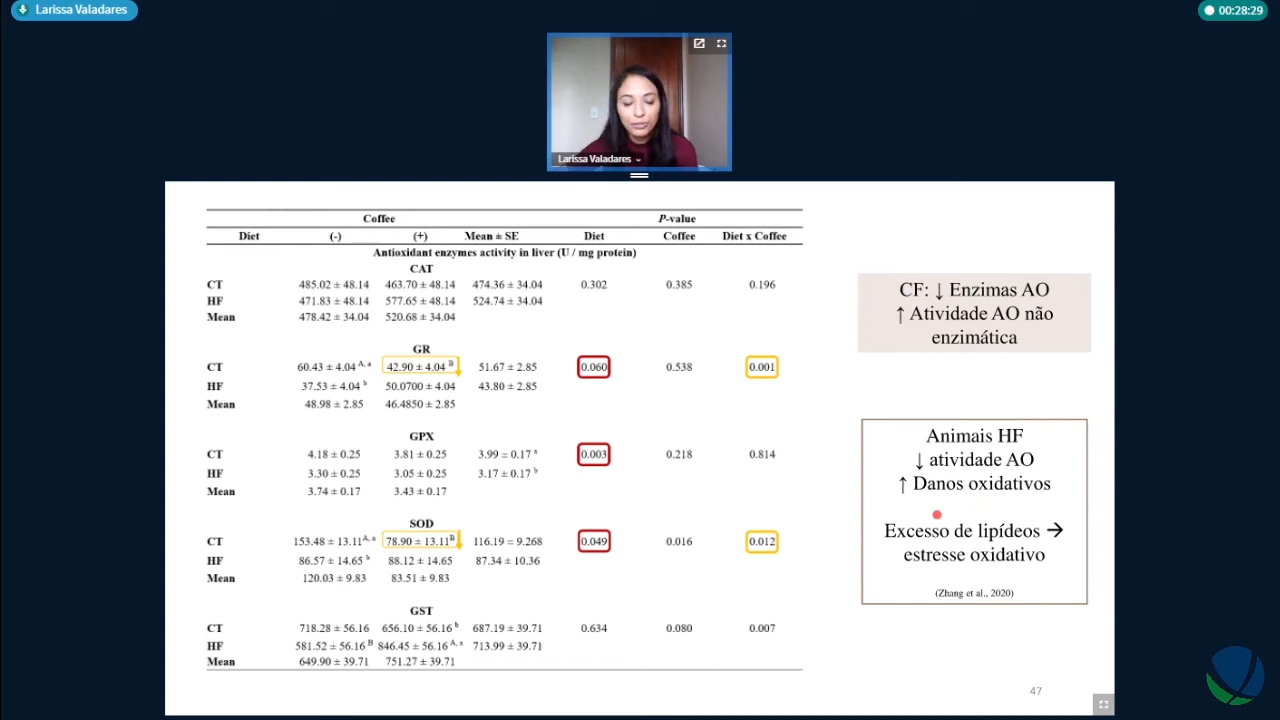 Larissa Valadares
00:28:29
Larissa Valadares
Coffee P-value
Diet (-) (+) Mean ± SE Diet Coffee Diet x Coffee
Antioxidant enzymes activity in liver (U / mg protein)
CAT
CT 485.02 ± 48.14 463.70 ± 48.14 474.36 ± 34.04 0.302 0.385 0.196
HF 471.83 ± 48.14 577.65 ± 48.14 524.74 ± 34.04
Mean 478.42 ± 34.04 520.68 ± 34.04
GR
CT 60.43 ± 4.04 A, a 42.90 ± 4.04 B 51.67 ± 2.85 0.060 0.538 0.001
HF 37.53 ± 4.04 b 50.0700 ± 4.04 43.80 ± 2.85
Mean 48.98 ± 2.85 46.4850 ± 2.85
GPX
CT 4.18 ± 0.25 3.81 ± 0.25 3.99 ± 0.17 a 0.003 0.218 0.814
HF 3.30 ± 0.25 3.05 ± 0.25 3.17 ± 0.17 b
Mean 3.74 ± 0.17 3.43 ± 0.17
SOD
CT 153.48 ± 13.11 A, a 78.90 ± 13.11 B 116.19 ± 9.268 0.049 0.016 0.012
HF 86.57 ± 14.65 b 88.12 ± 14.65 87.34 ± 10.36
Mean 120.03 ± 9.83 83.51 ± 9.83
GST
CT 718.28 ± 56.16 656.10 ± 56.16 b 687.19 ± 39.71 0.634 0.080 0.007
HF 581.52 ± 56.16 B 846.45 ± 56.16 A, a 713.99 ± 39.71
Mean 649.90 ± 39.71 751.27 ± 39.71
CF: ↓ Enzimas AO
↑ Atividade AO não
enzimática
Animais HF
↓ atividade AO
↑ Danos oxidativos
Excesso de lipídeos →
estresse oxidativo
(Zhang et al., 2020)
47